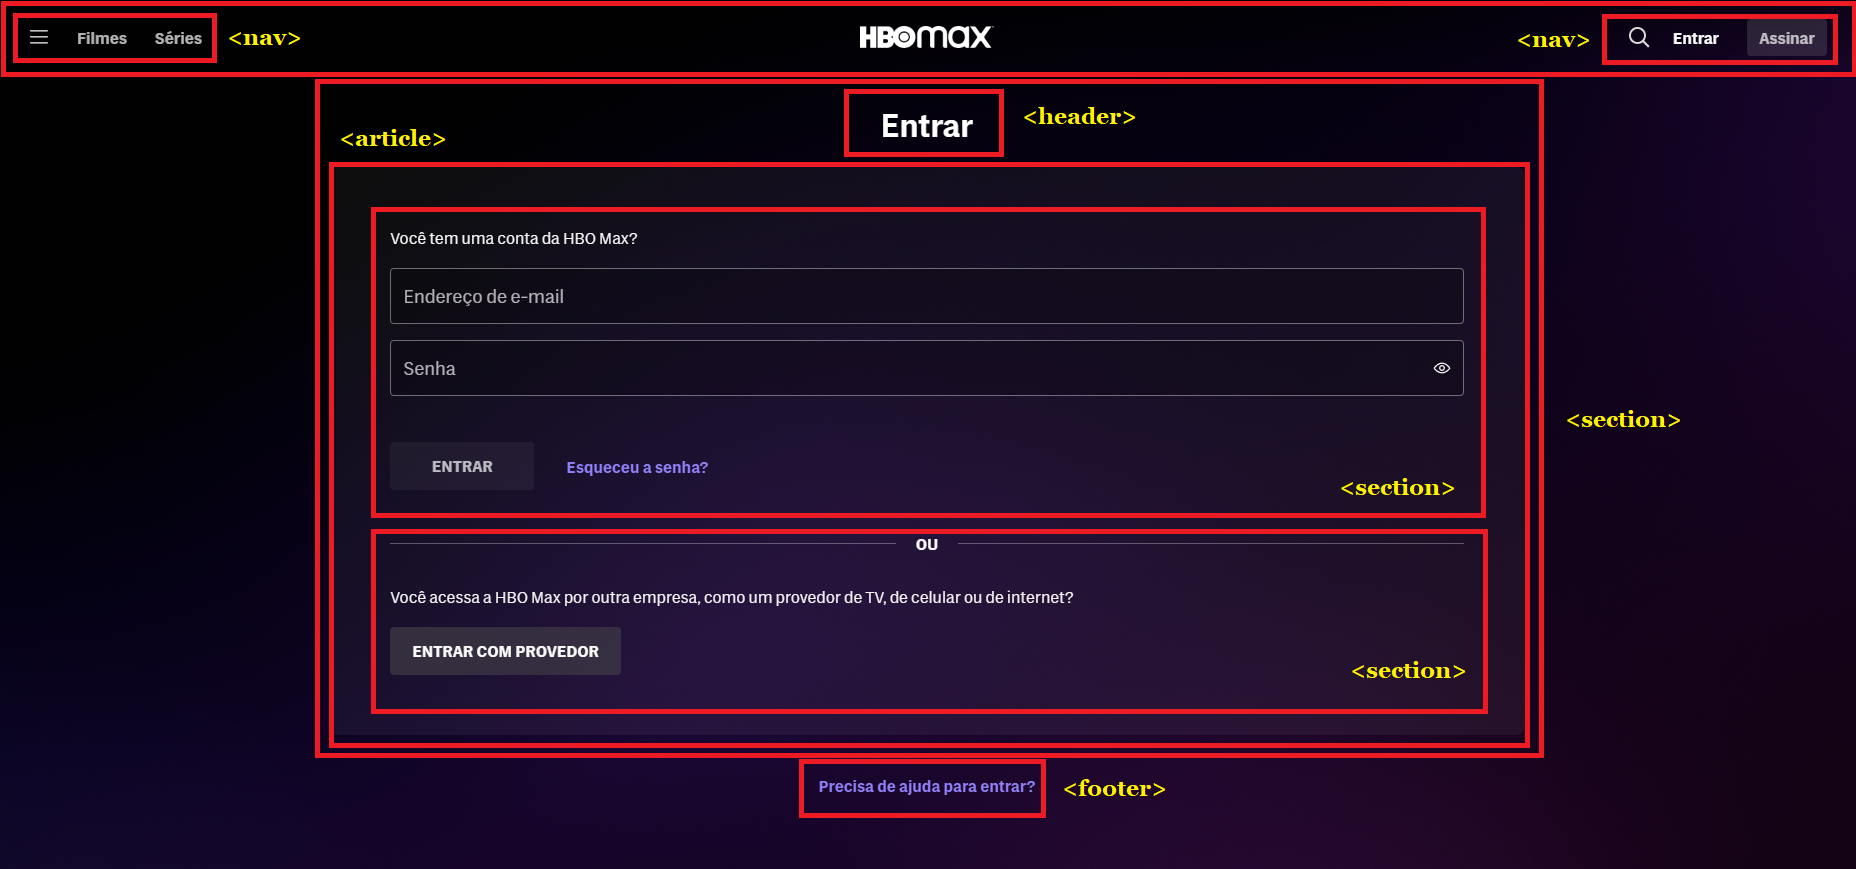 Filmes Séries <nav> HBOMAX <nav> Entrar Assinar
Entrar <header>
<article>
Você tem uma conta da HBO Max?
Endereço de e-mail
Senha
<section>
ENTRAR Esqueceu a senha?
<section>
OU
Você acessa a HBO Max por outra empresa, como um provedor de TV, de celular ou de internet?
ENTRAR COM PROVEDOR
<section>
Precisa de ajuda para entrar? <footer>